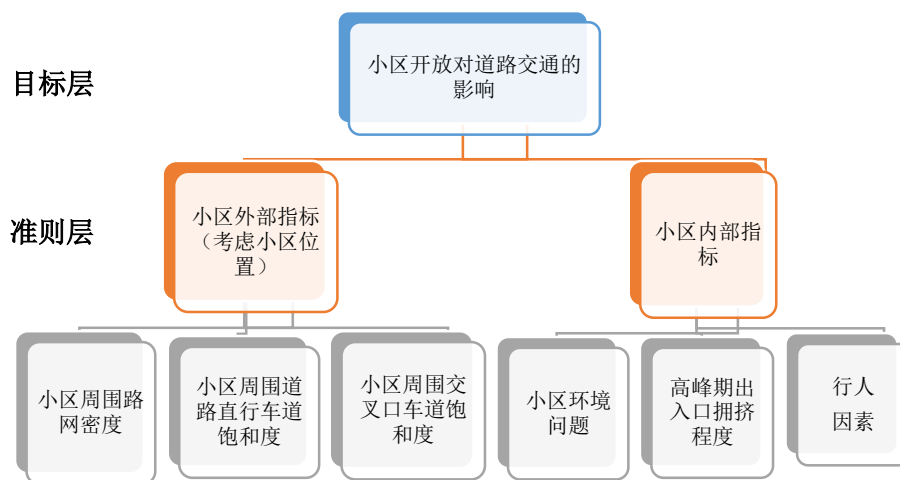 目标层
小区开放对道路交通的
影响
准则层
小区外部指标
（考虑小区位
置）
小区内部指
标
小区周围路
网密度
小区周围道
路直行车道
饱和度
小区周围交
叉口车道饱
和度
小区环境
问题
高峰期出
入口拥挤
程度
行人
因素